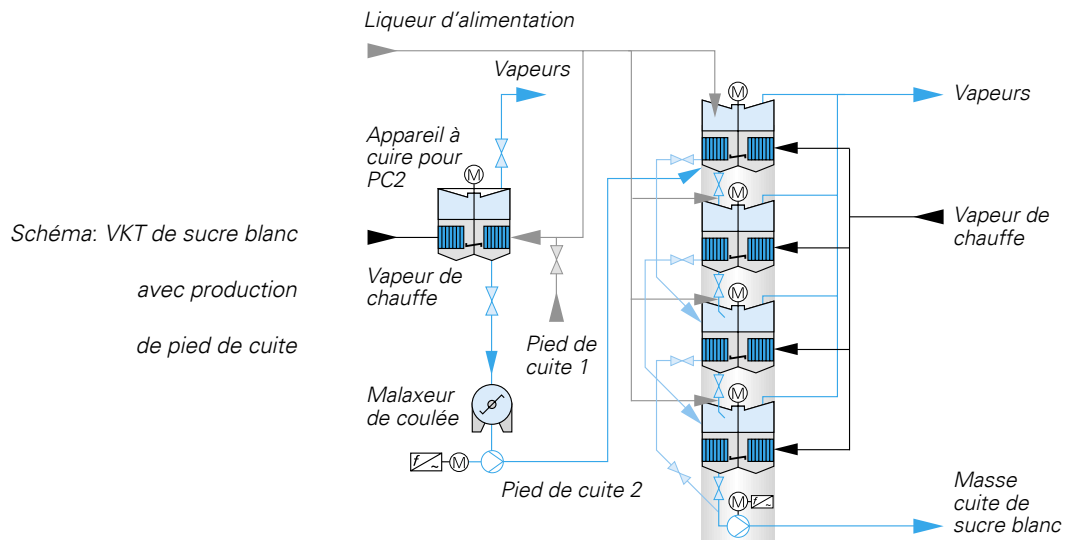 Liqueur d'alimentation
Vapeurs
Vapeurs
Appareil à
cuire pour
PC2
M
M
M
M
M
Schéma: VKT de sucre blanc
avec production
de pied de cuite
Vapeur de
chauffe
Vapeur de
chauffe
Pied de
cuite 1
Malaxeur
de coulée
f ~
M
Pied de cuite 2
M
f ~
Masse
cuite de
sucre blanc